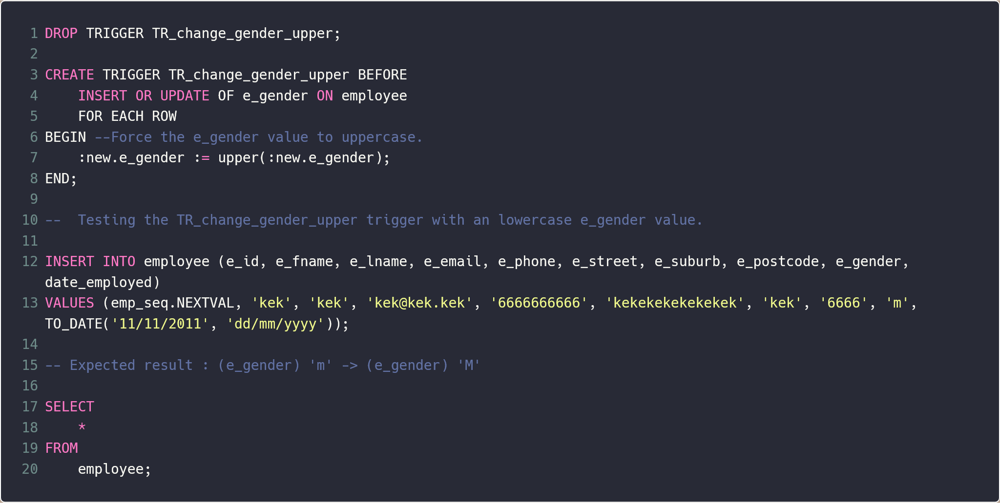 1 DROP TRIGGER TR_change_gender_upper;
2
3 CREATE TRIGGER TR_change_gender_upper BEFORE
4     INSERT OR UPDATE OF e_gender ON employee
5     FOR EACH ROW
6 BEGIN --Force the e_gender value to uppercase.
7     :new.e_gender := upper(:new.e_gender);
8 END;
9
10 --  Testing the TR_change_gender_upper trigger with an lowercase e_gender value.
11
12 INSERT INTO employee (e_id, e_fname, e_lname, e_email, e_phone, e_street, e_suburb, e_postcode, e_gender,
date_employed)
13 VALUES (emp_seq.NEXTVAL, 'kek', 'kek', 'kek@kek.kek', '6666666666', 'kekekekekekekek', 'kek', '6666', 'm',
TO_DATE('11/11/2011', 'dd/mm/yyyy'));
14
15 -- Expected result : (e_gender) 'm' -> (e_gender) 'M'
16
17 SELECT
18     *
19 FROM
20     employee;